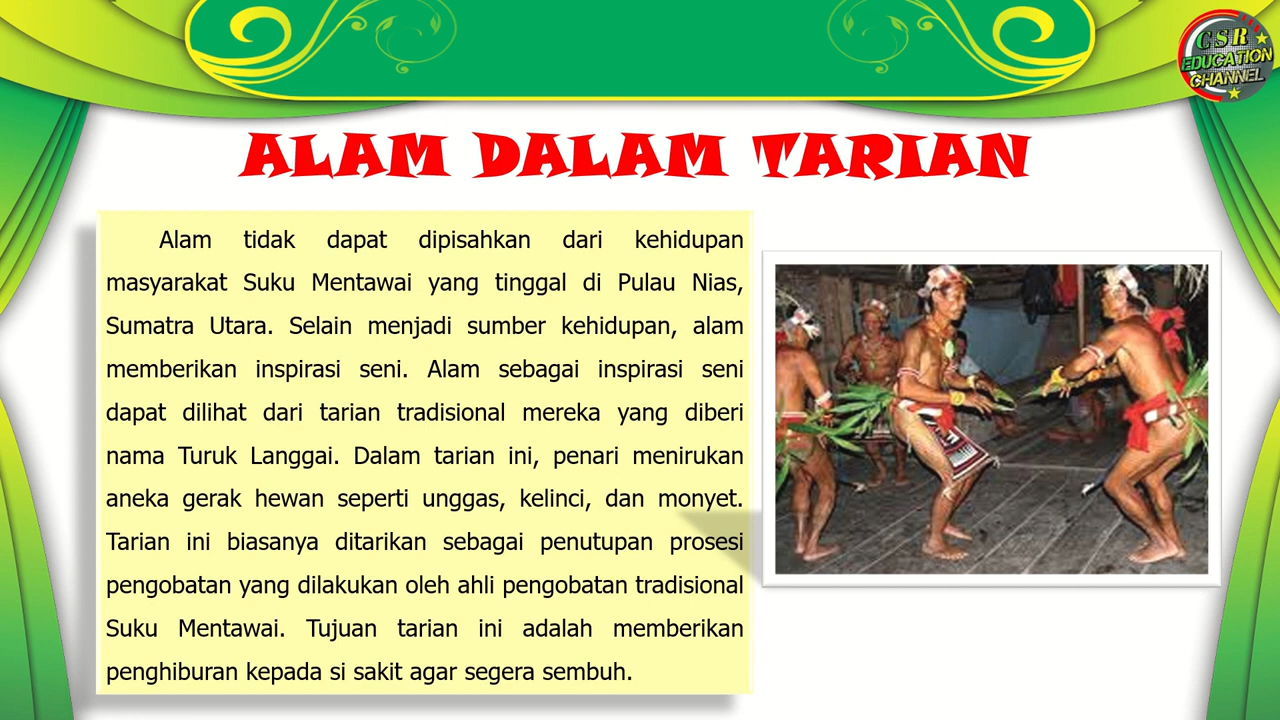 CSR
EDUCATION
CHANNEL
ALAM DALAM TARIAN
Alam tidak dapat dipisahkan dari kehidupan
masyarakat Suku Mentawai yang tinggal di Pulau Nias,
Sumatra Utara. Selain menjadi sumber kehidupan, alam
memberikan inspirasi seni. Alam sebagai inspirasi seni
dapat dilihat dari tarian tradisional mereka yang diberi
nama Turuk Langgai. Dalam tarian ini, penari menirukan
aneka gerak hewan seperti unggas, kelinci, dan monyet.
Tarian ini biasanya ditarikan sebagai penutupan prosesi
pengobatan yang dilakukan oleh ahli pengobatan tradisional
Suku Mentawai. Tujuan tarian ini adalah memberikan
penghiburan kepada si sakit agar segera sembuh.